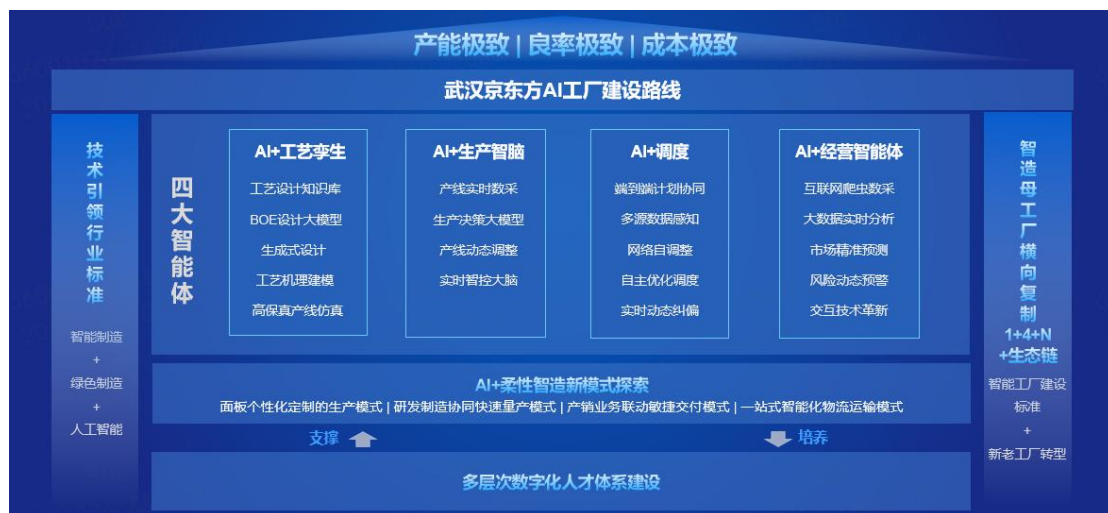 产能极致 | 良率极致 | 成本极致
武汉京东方AI工厂建设路线
技术引领行业标准
智能制造
+
绿色制造
+
人工智能
四大智能体
AI+工艺孪生
工艺设计知识库
BOE设计大模型
生成式设计
工艺机理建模
高保真产线仿真
AI+生产智脑
产线实时数采
生产决策大模型
产线动态调整
实时智控大脑
AI+调度
端到端计划协同
多源数据感知
网络自调整
自主优化调度
实时动态纠偏
AI+经营智能体
互联网爬虫数采
大数据实时分析
市场精准预测
风险动态预警
交互技术革新
智造母工厂横向复制
1+4+N
+生态链
智能工厂建设
标准
+
新老工厂转型
AI+柔性智造新模式探索
面板个性化定制的生产模式 | 研发制造协同快速量产模式 | 产销业务联动敏捷交付模式 | 一站式智能化物流运输模式
支撑
培养
多层次数字化人才体系建设